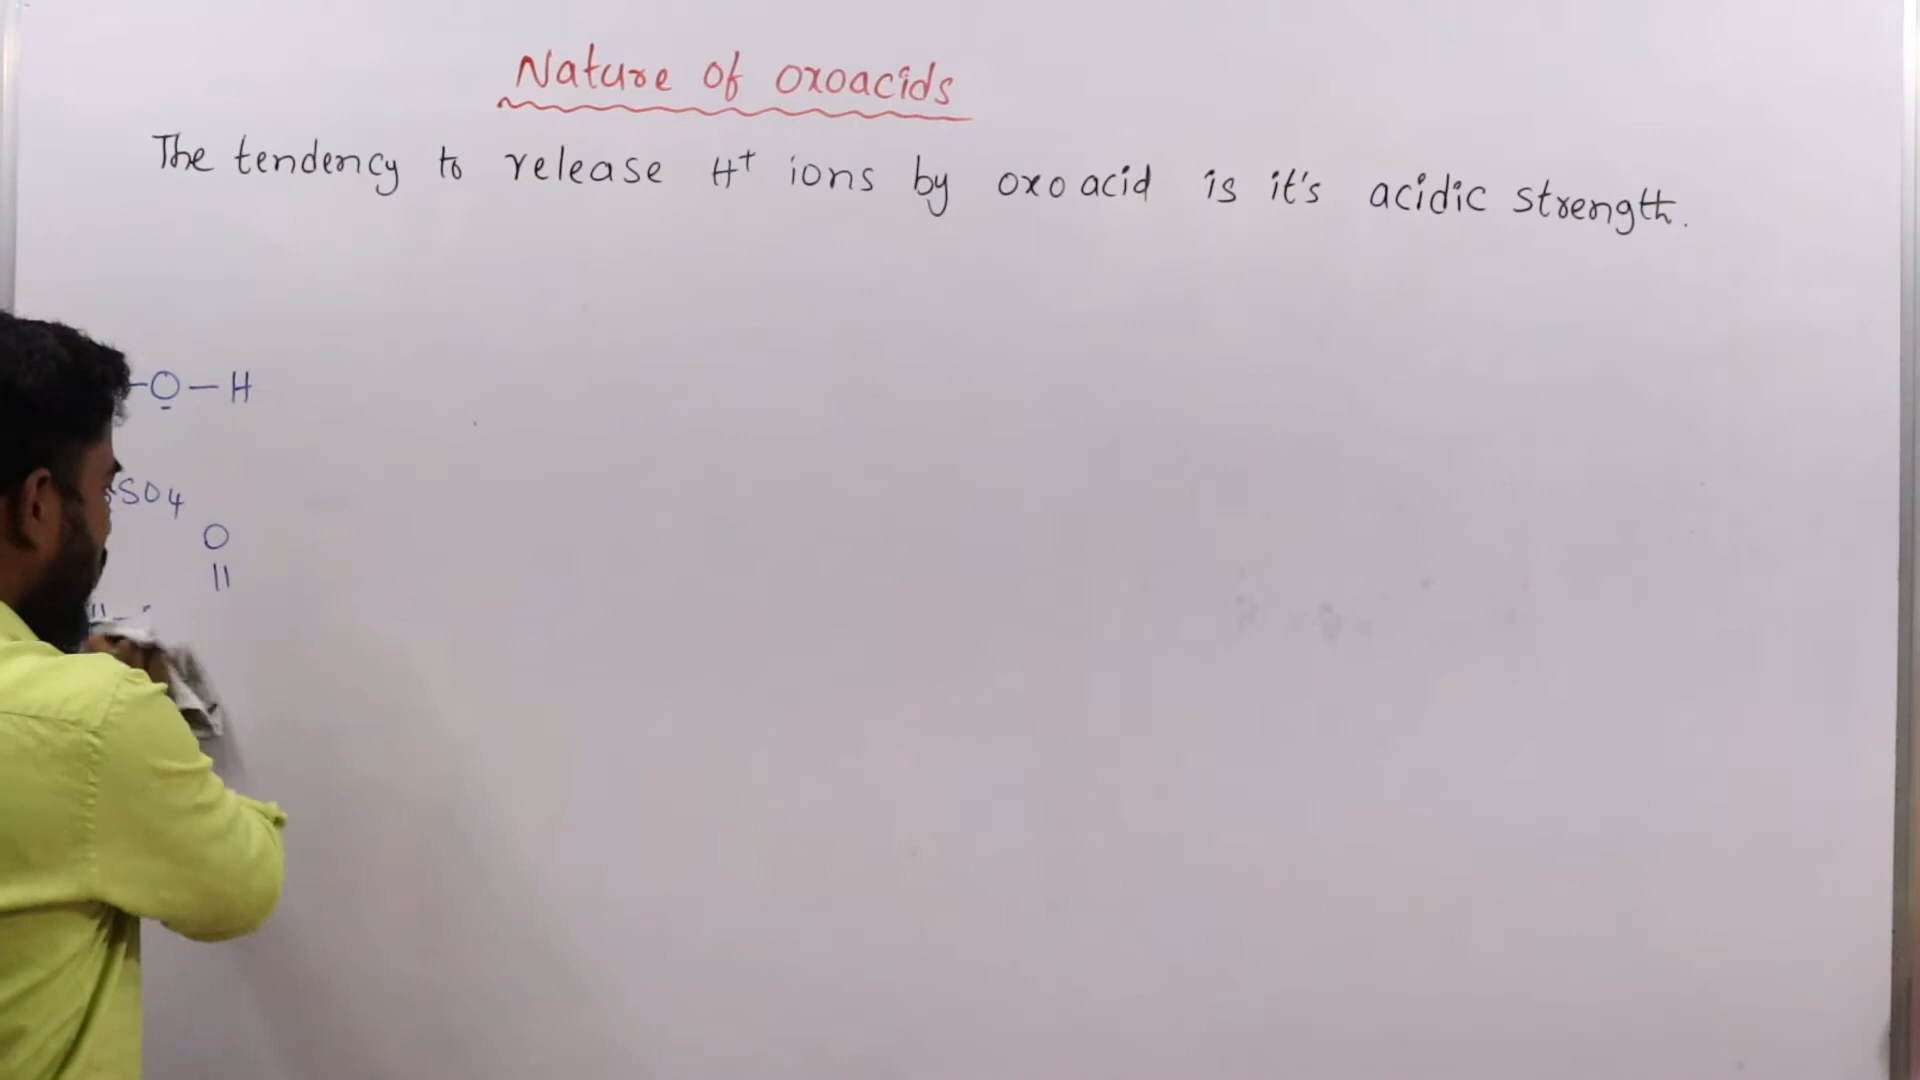 Nature of oxoacids
The tendency to release H⁺ ions by oxo acid is it's acidic strength.
-O-H
SO4
O
||